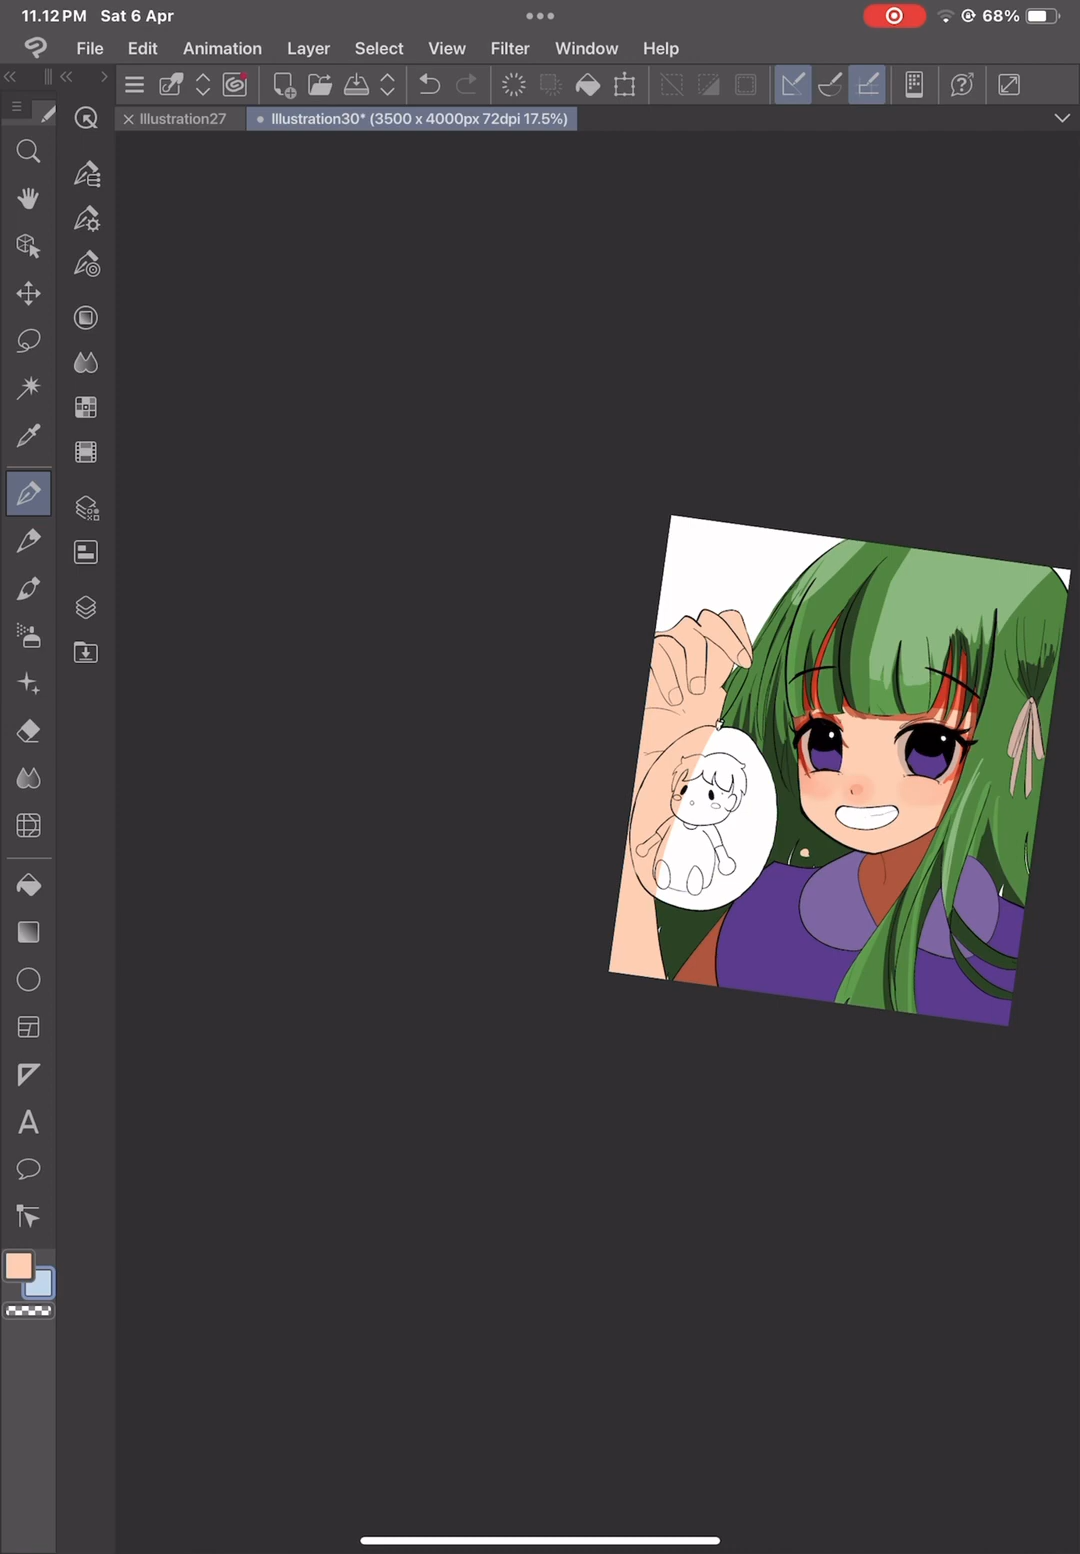 11.12 PM Sat 6 Apr 68%
File Edit Animation Layer Select View Filter Window Help
Illustration27 Illustration30* (3500 x 4000px 72dpi 17.5%)
A